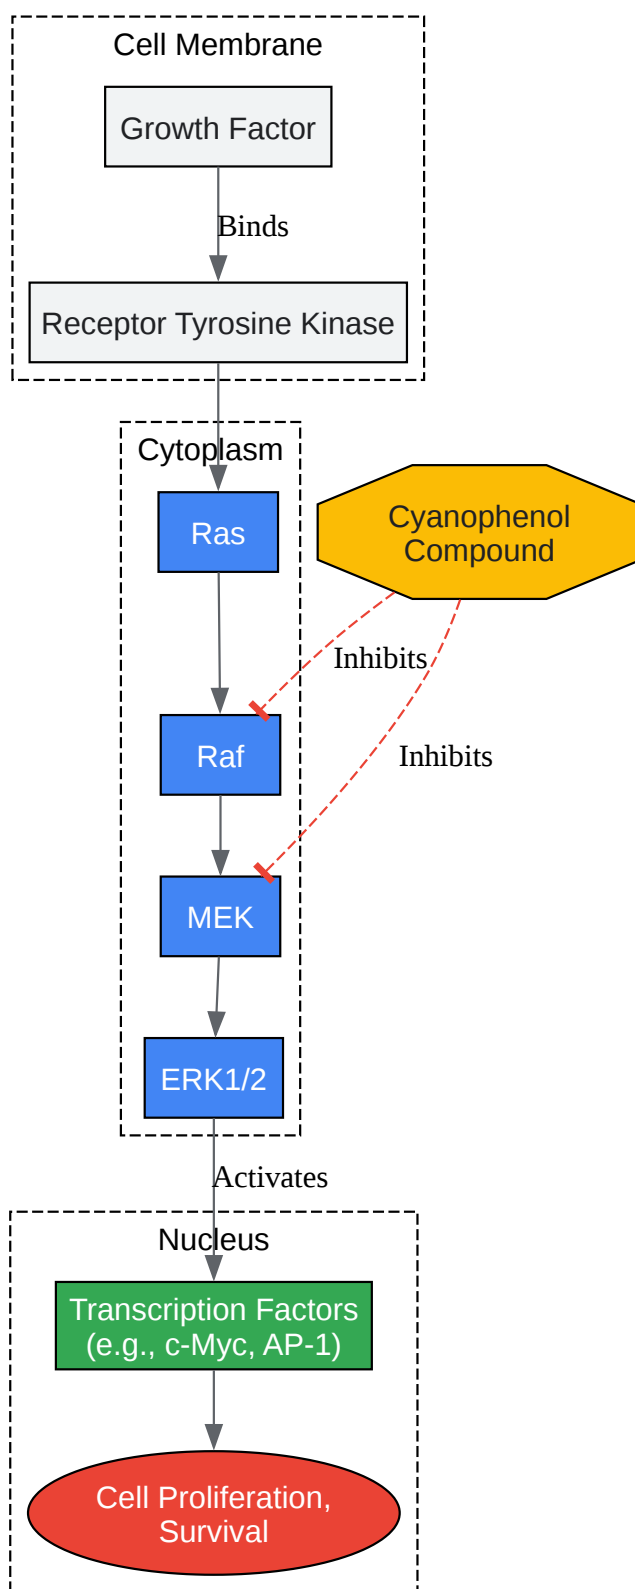 Cell Membrane
Growth Factor
Binds
Receptor Tyrosine Kinase
Cytoplasm
Ras
Cyanophenol
Compound
Inhibits
Raf
Inhibits
MEK
ERK1/2
Activates
Nucleus
Transcription Factors
(e.g., c-Myc, AP-1)
Cell Proliferation,
Survival